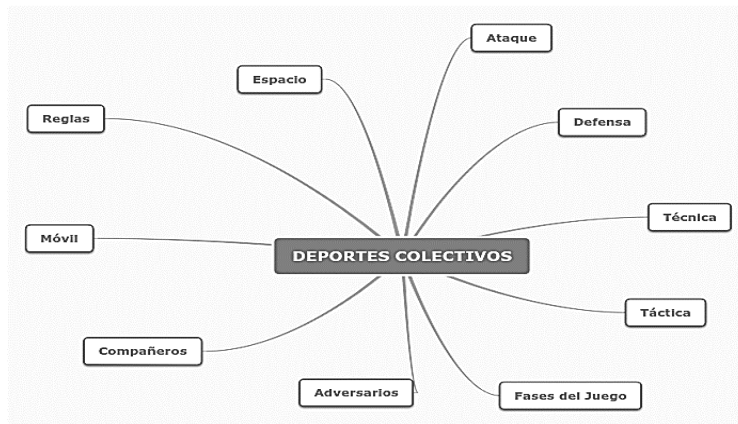 Ataque
Espacio
Reglas
Defensa
Técnica
Móvil
DEPORTES COLECTIVOS
Táctica
Compañeros
Adversarios
Fases del Juego